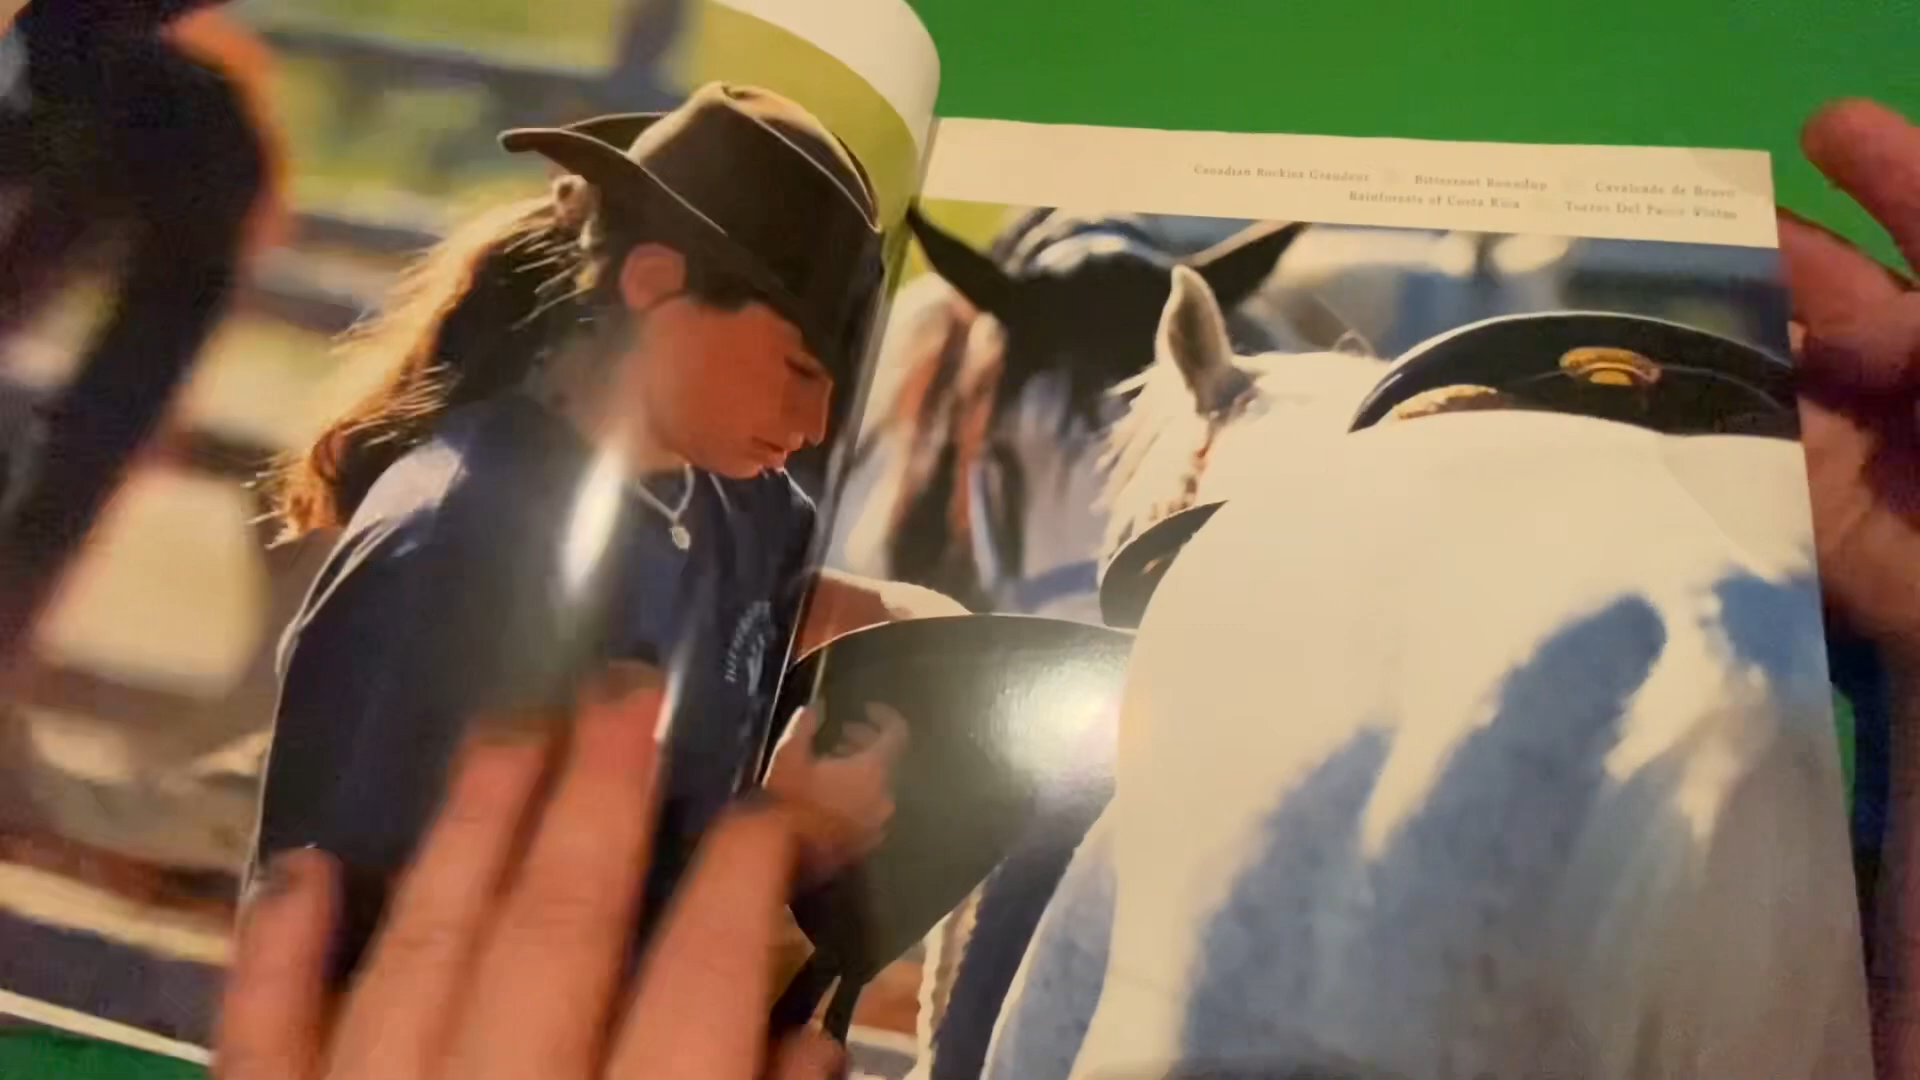 Canadian Rockies Grandeur Bitterroot Roundup Cavalcade de Bravo
Rainforests of Costa Rica Torres Del Paine Vistas